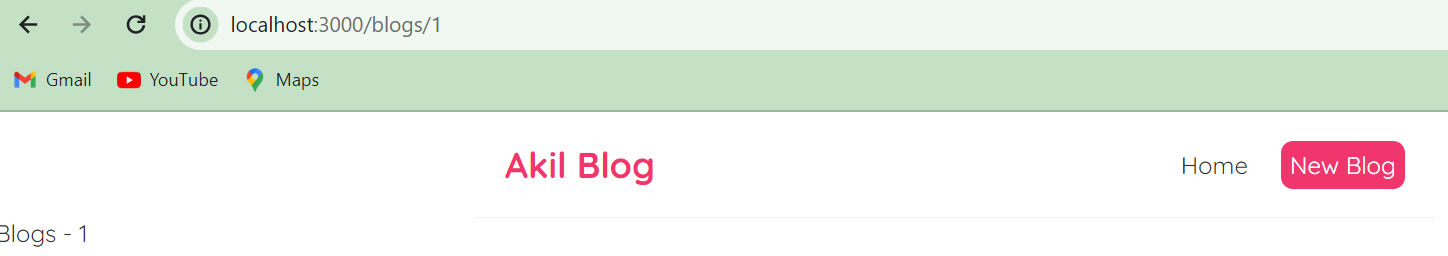 localhost:3000/blogs/1
Gmail YouTube Maps
Akil Blog Home New Blog
Blogs - 1